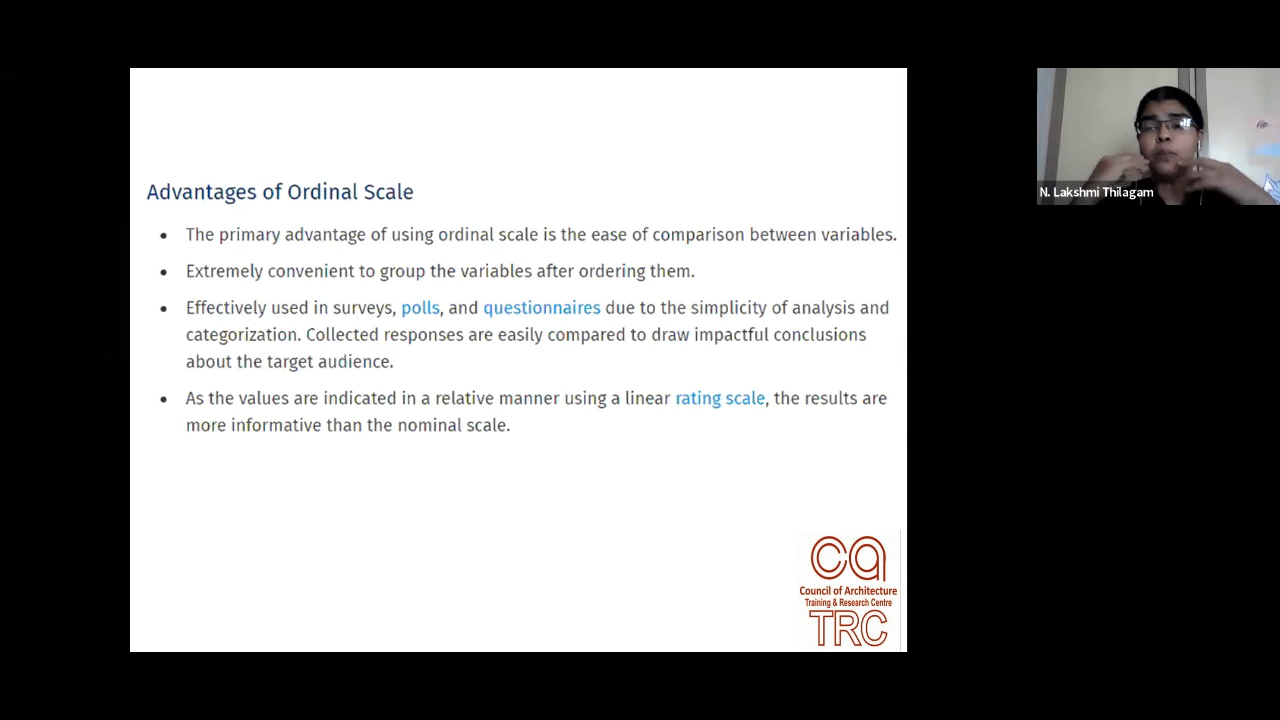 Advantages of Ordinal Scale
• The primary advantage of using ordinal scale is the ease of comparison between variables.
• Extremely convenient to group the variables after ordering them.
• Effectively used in surveys, polls, and questionnaires due to the simplicity of analysis and
categorization. Collected responses are easily compared to draw impactful conclusions
about the target audience.
• As the values are indicated in a relative manner using a linear rating scale, the results are
more informative than the nominal scale.
N. Lakshmi Thilagam
ca
Council of Architecture
Training & Research Centre
TRC